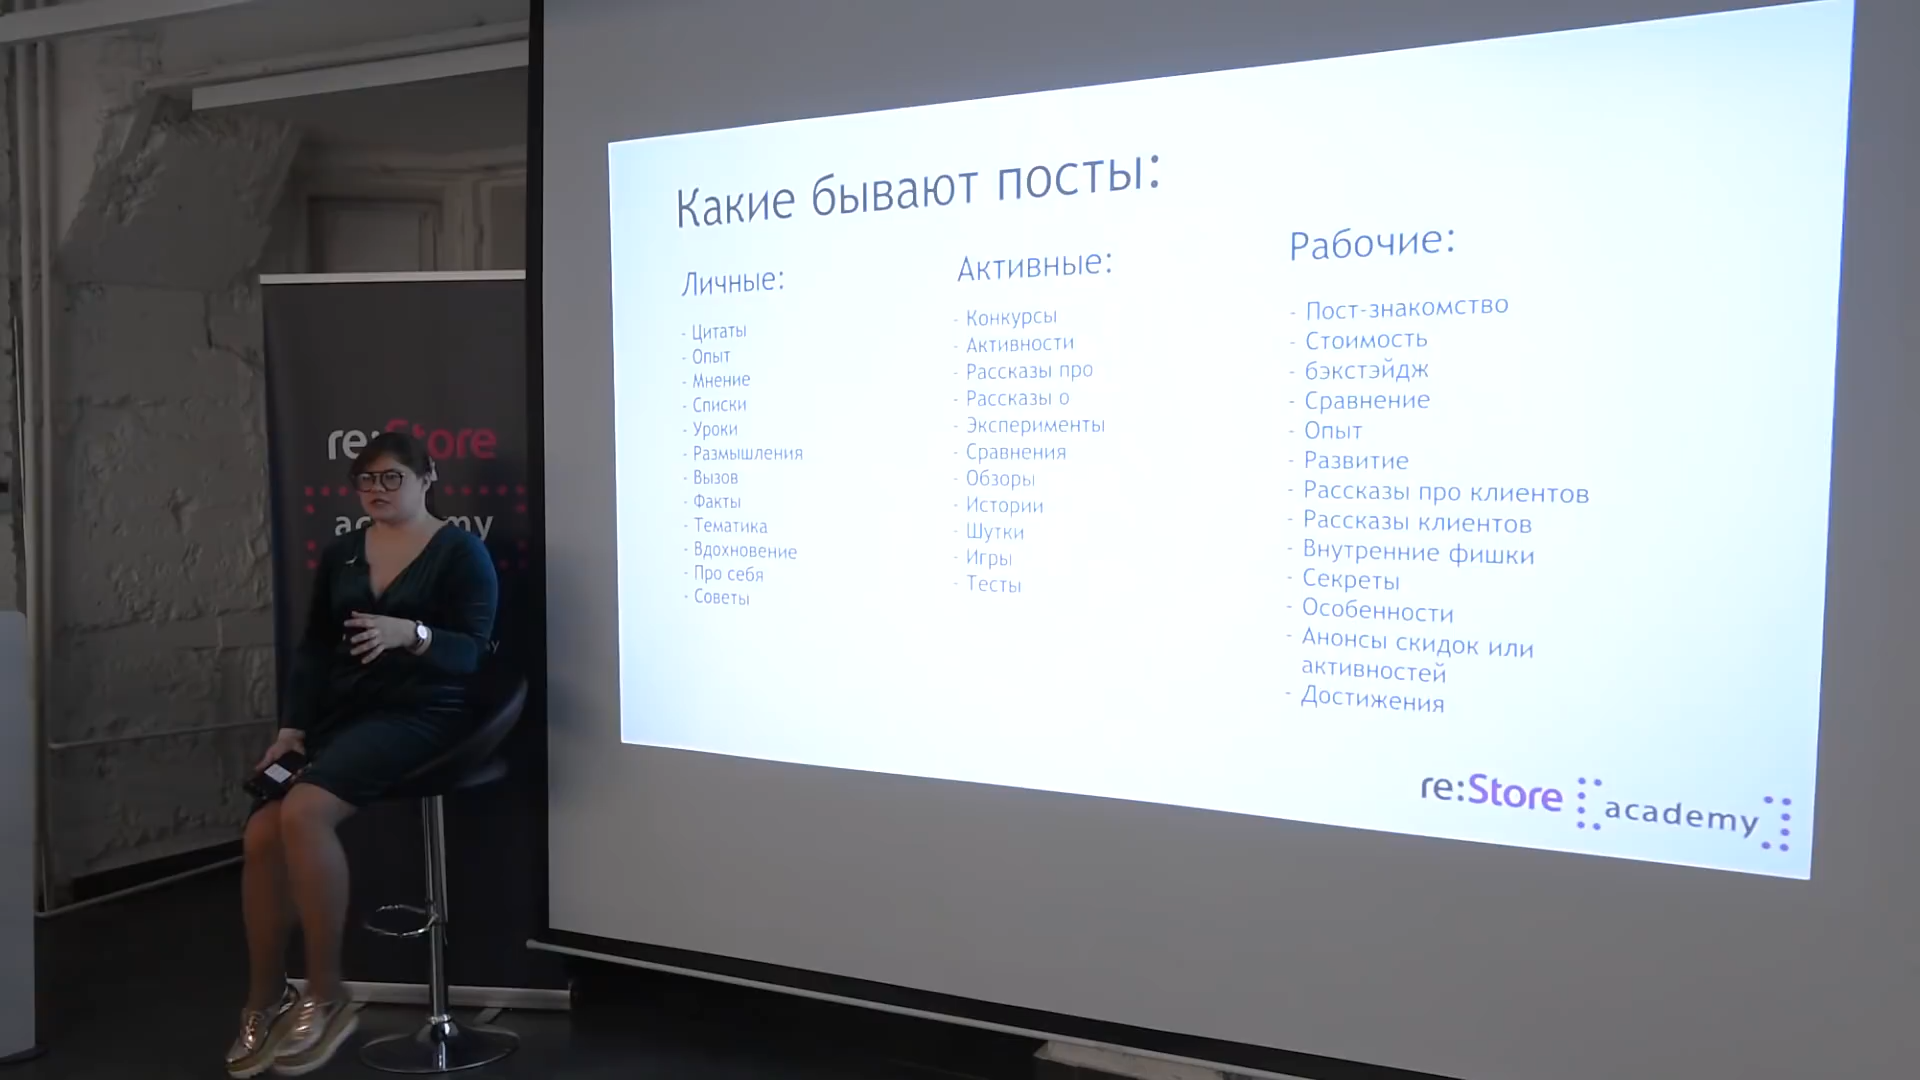 Какие бывают посты:
Личные:
- Цитаты
- Опыт
- Мнение
- Списки
- Уроки
- Размышления
- Вызов
- Факты
- Тематика
- Вдохновение
- Про себя
- Советы
Активные:
- Конкурсы
- Активности
- Рассказы про
- Рассказы о
- Эксперименты
- Сравнения
- Обзоры
- Истории
- Шутки
- Игры
- Тесты
Рабочие:
- Пост-знакомство
- Стоимость
- бэкстэйдж
- Сравнение
- Опыт
- Развитие
- Рассказы про клиентов
- Рассказы клиентов
- Внутренние фишки
- Секреты
- Особенности
- Анонсы скидок или
активностей
- Достижения
re:Store academy
re:Store
academy